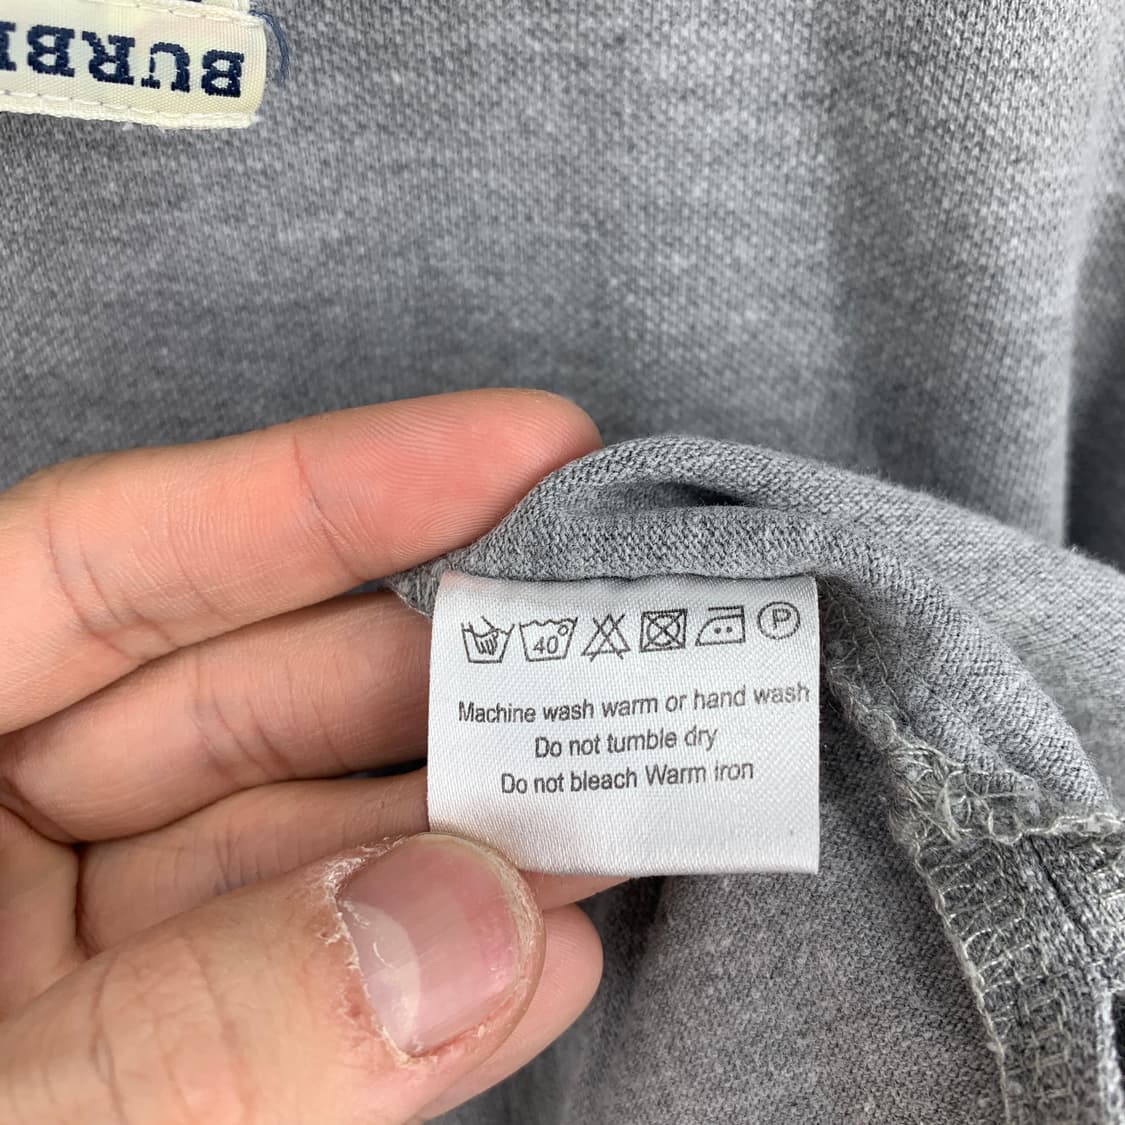 BURB
40°
P
Machine wash warm or hand wash
Do not tumble dry
Do not bleach Warm iron